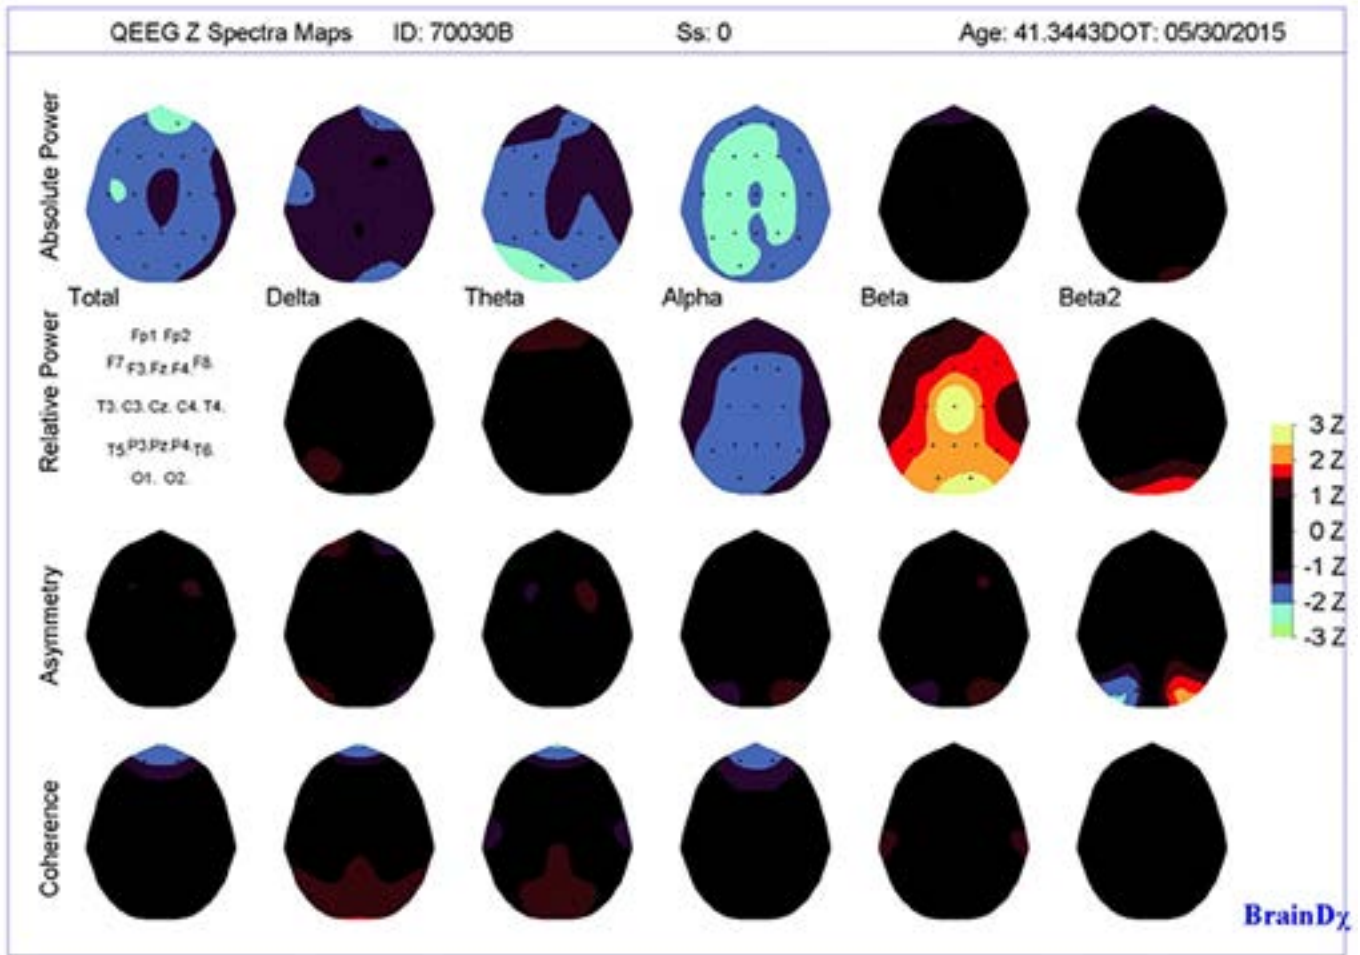 QEEG Z Spectra Maps ID: 70030B Ss: 0 Age: 41.3443DOT: 05/30/2015
Absolute Power
Total Delta Theta Alpha Beta Beta2
Relative Power
Fp1 Fp2
F7 F3. Fz. F4. F8.
T3. C3. Cz. C4. T4.
T5 P3. Pz. P4. T6.
O1. O2.
3 Z
2 Z
1 Z
0 Z
-1 Z
-2 Z
-3 Z
Asymmetry
Coherence
BrainDχ